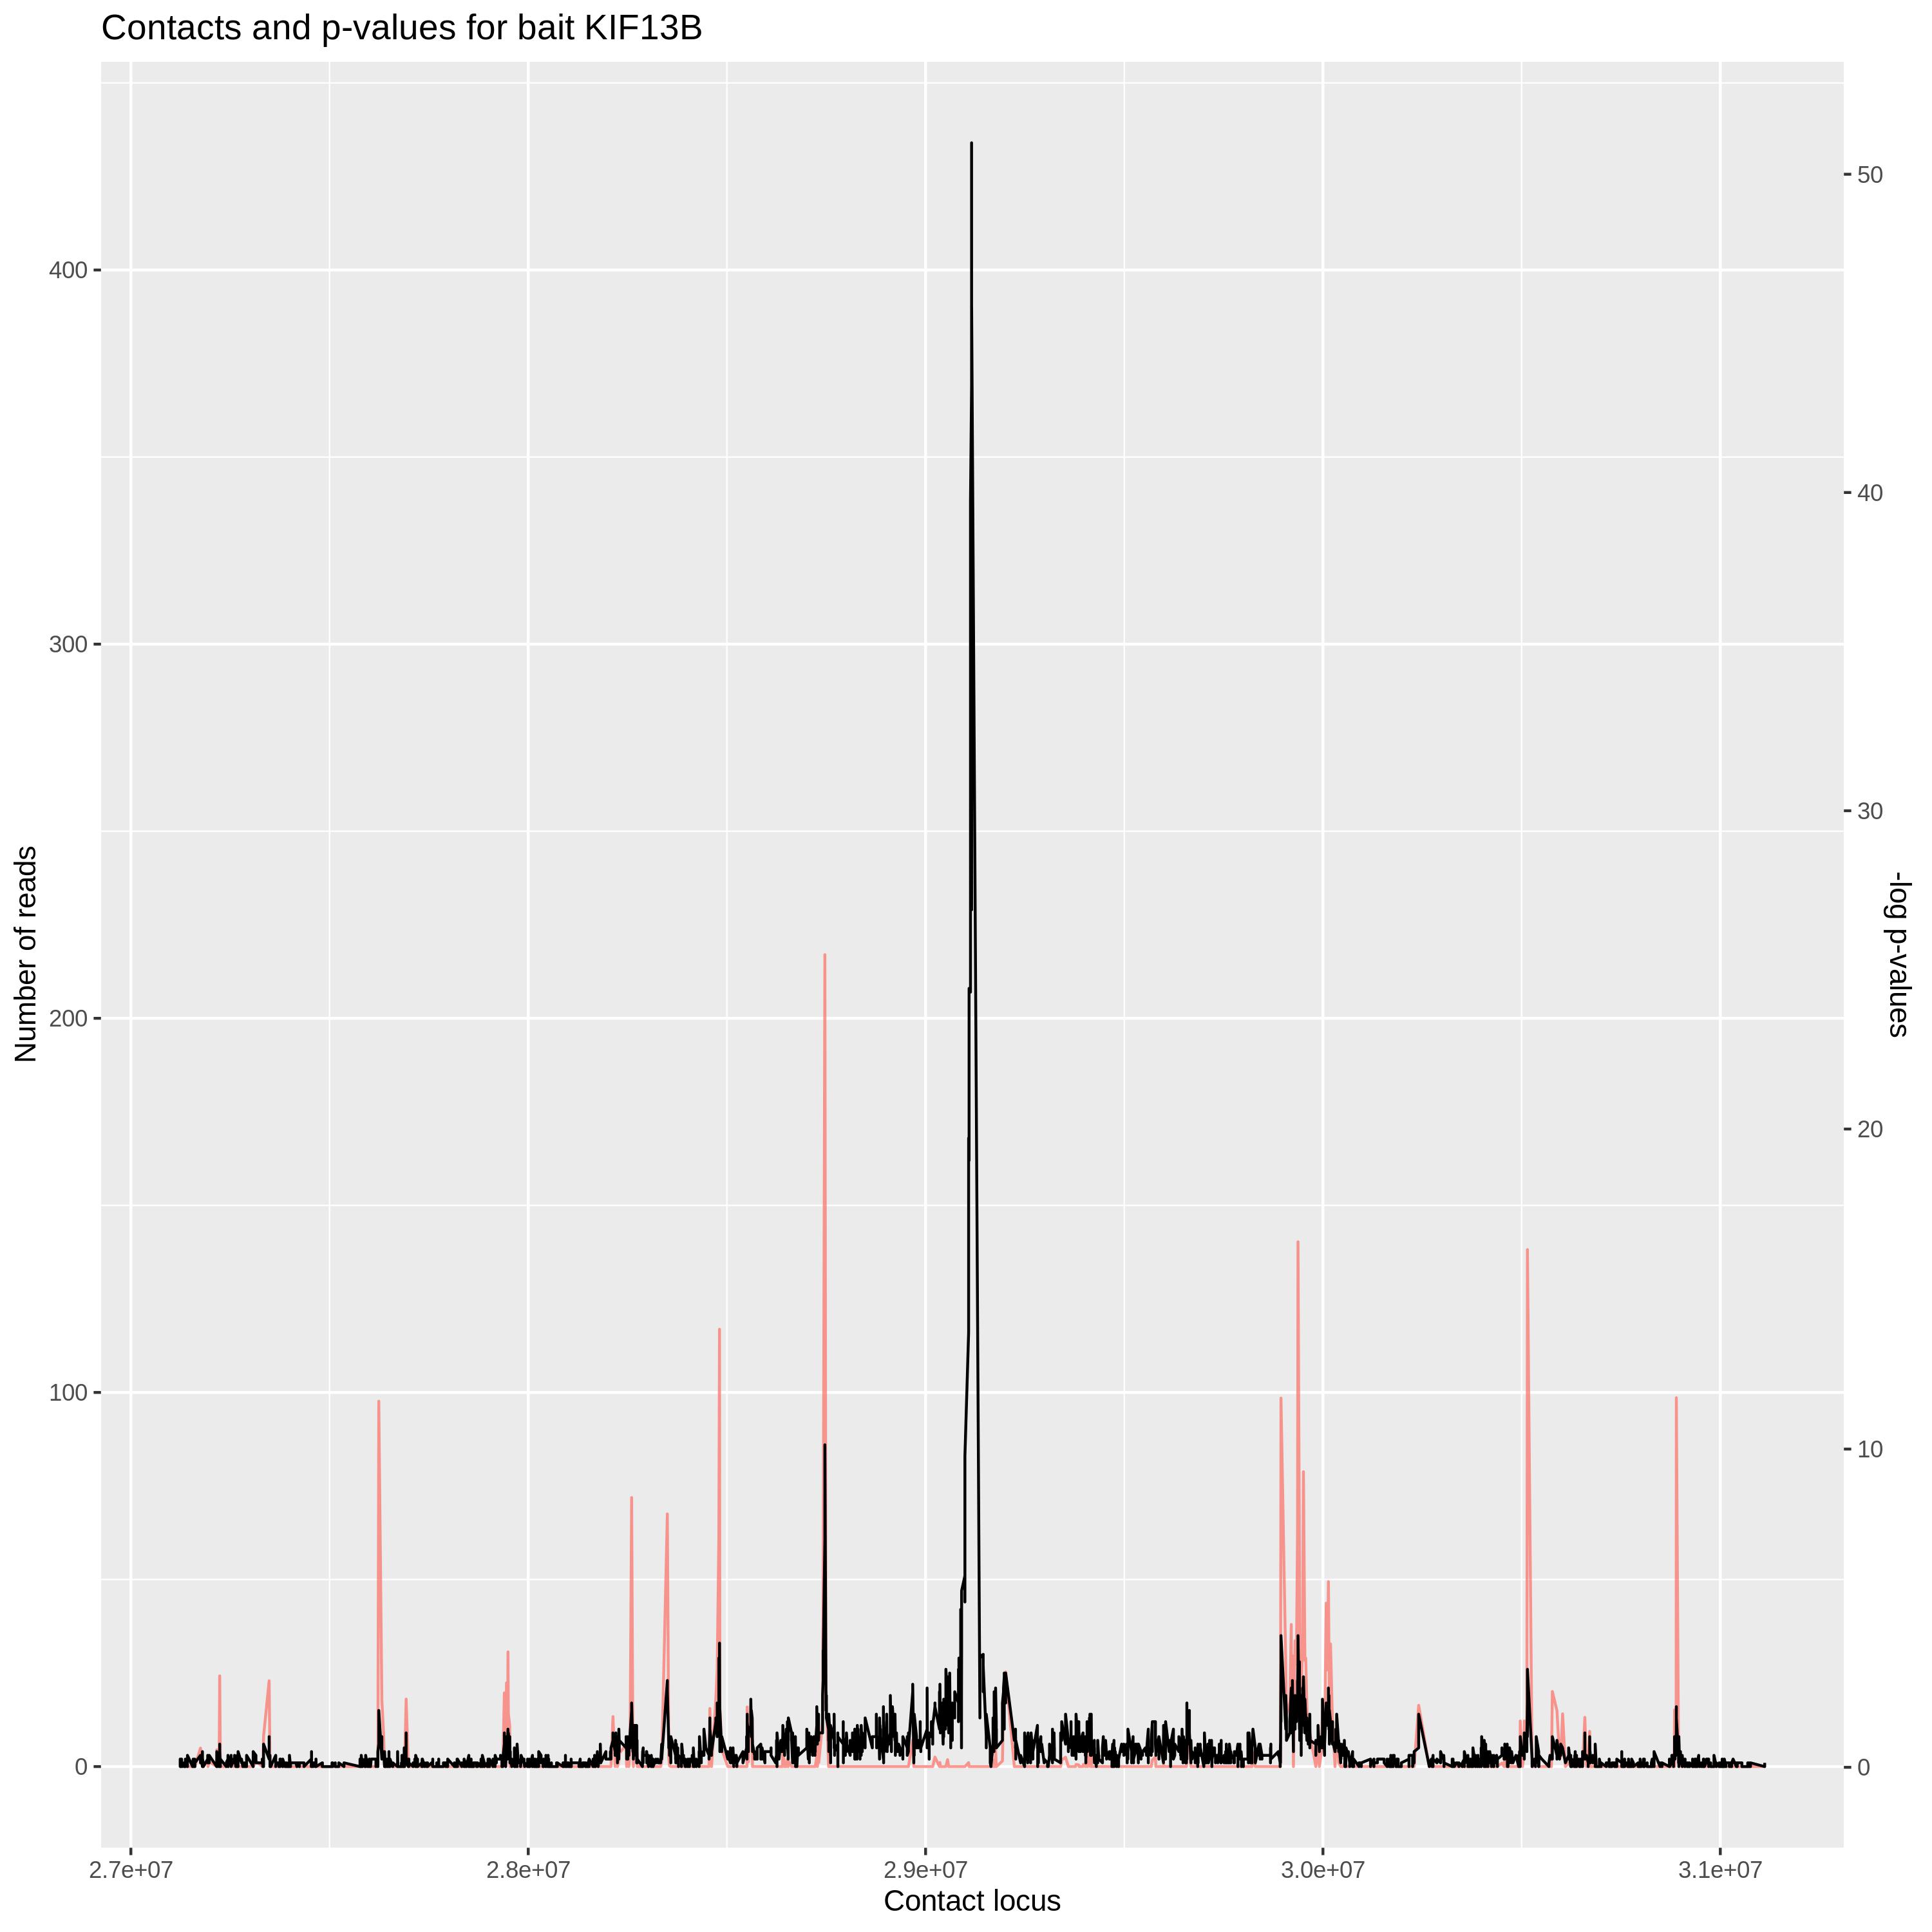 Contacts and p-values for bait KIF13B
400
300
200
100
0
Number of reads
50
40
30
20
10
0
-log p-values
2.7e+07 2.8e+07 2.9e+07 3.0e+07 3.1e+07
Contact locus